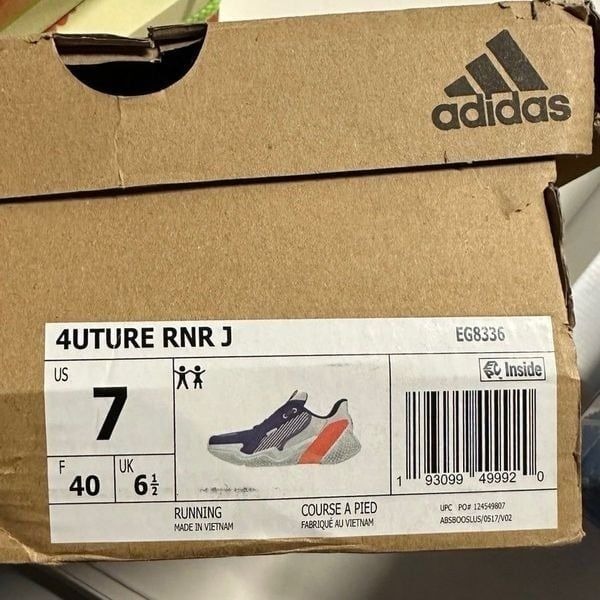 adidas
4UTURE RNR J
EG8336
US
7
F
40
UK
6½
Inside
1 93099 49992 0
RUNNING
MADE IN VIETNAM
COURSE A PIED
FABRIQUÉ AU VIETNAM
UPC PO# 124549807
ABSBOOSLUS/0517/V02